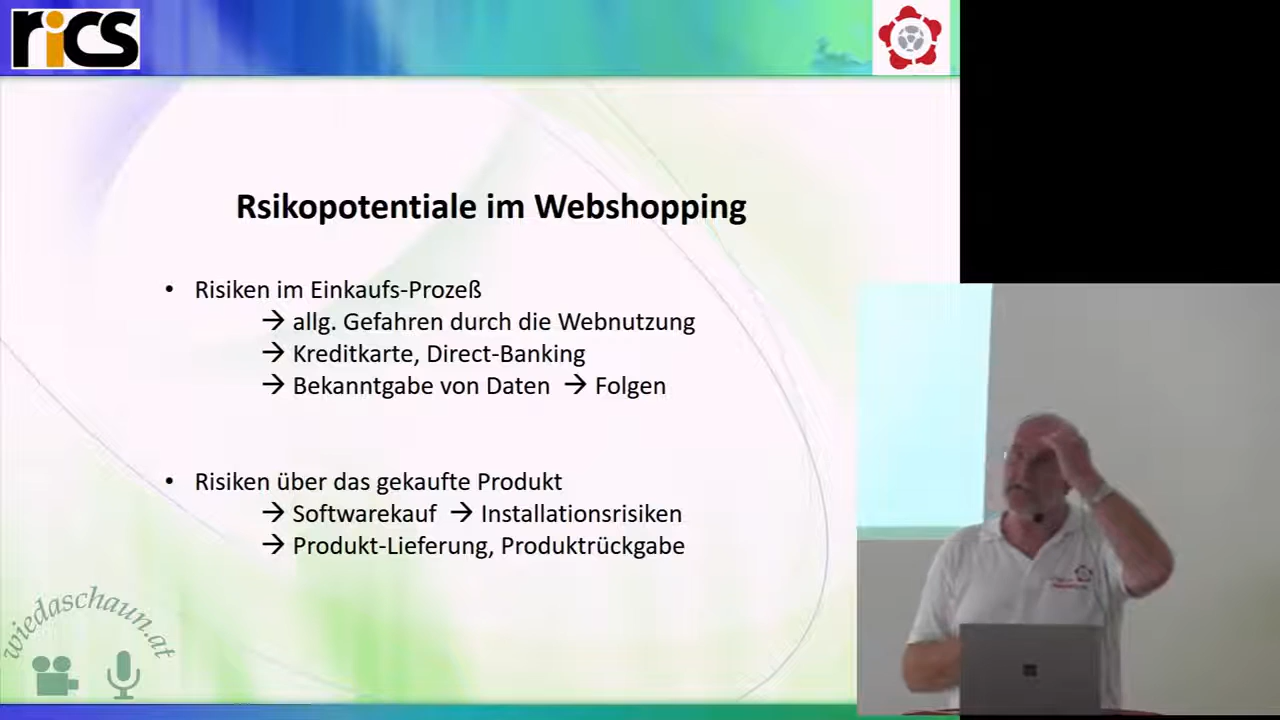 rics
Rsikopotentiale im Webshopping
• Risiken im Einkaufs-Prozeß
→ allg. Gefahren durch die Webnutzung
→ Kreditkarte, Direct-Banking
→ Bekanntgabe von Daten → Folgen
• Risiken über das gekaufte Produkt
→ Softwarekauf → Installationsrisiken
→ Produkt-Lieferung, Produktrückgabe
wiedaschaun.at